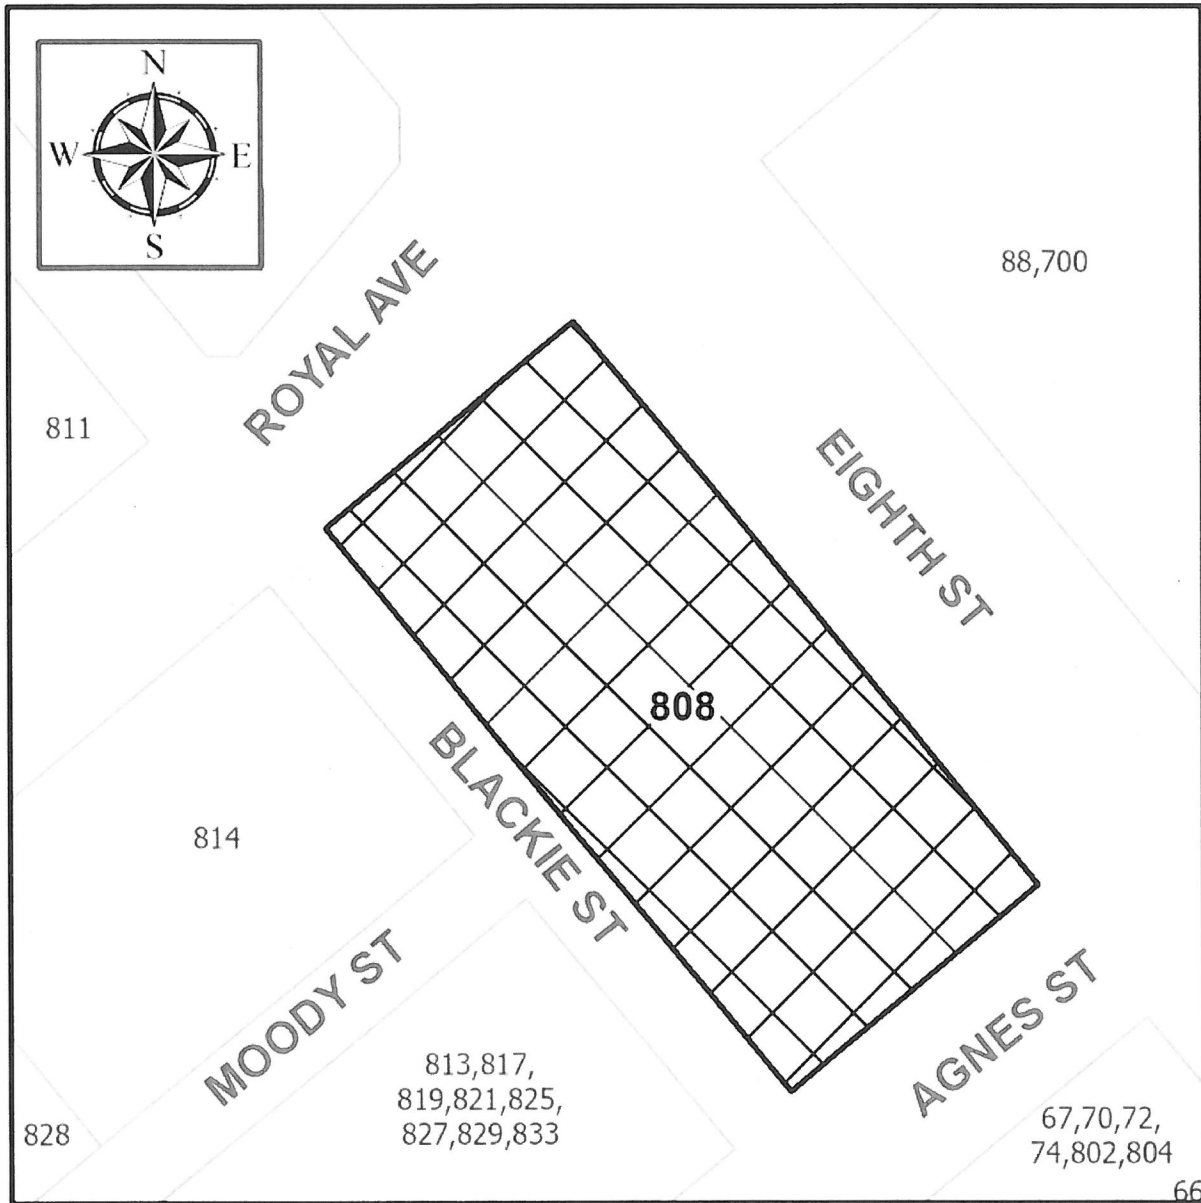 N
W E
S
88,700
ROYAL AVE
811
EIGHTH ST
808
BLACKIE ST
814
MOODY ST
AGNES ST
813,817,
819,821,825,
827,829,833
67,70,72,
74,802,804
828
66